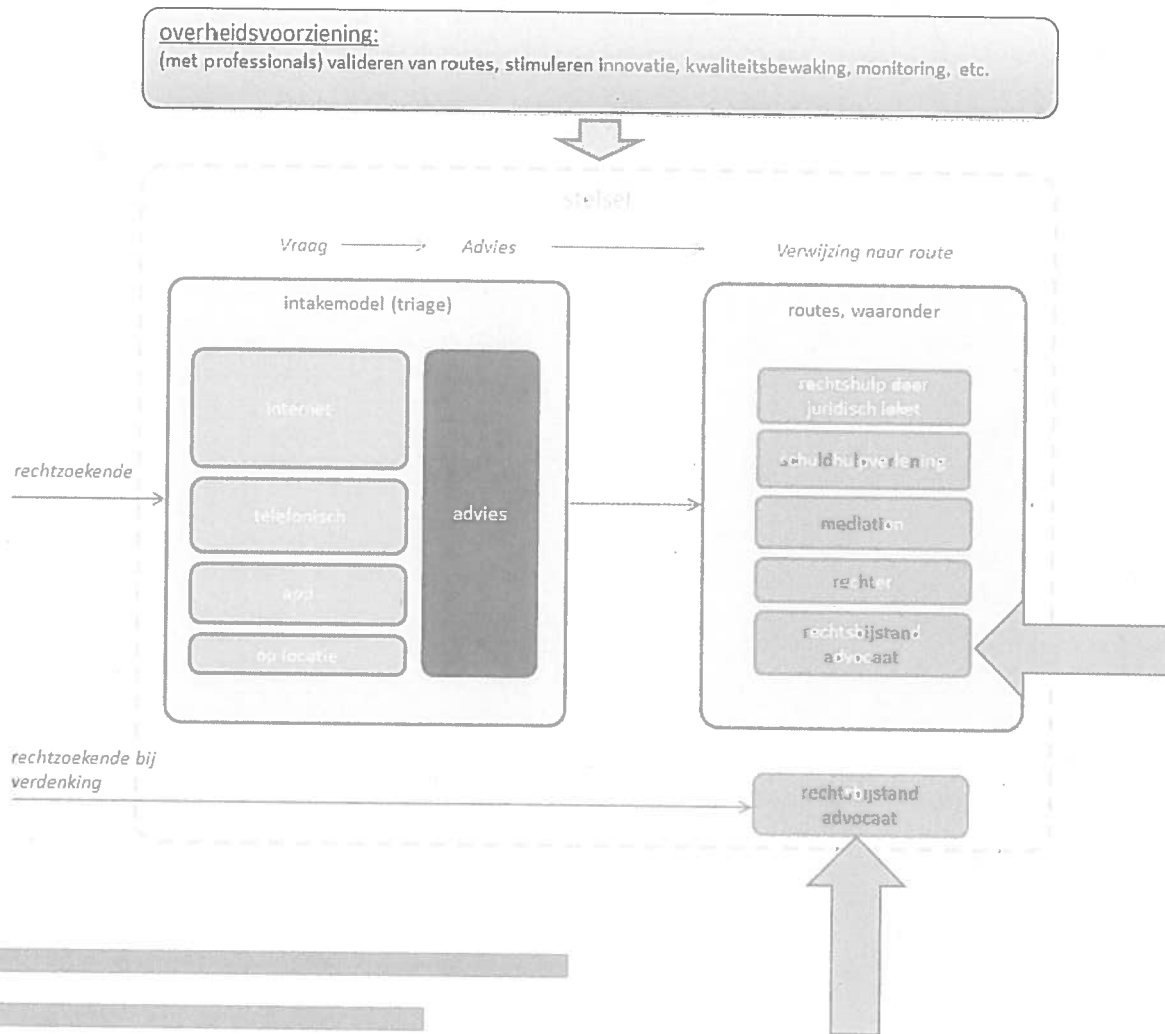 overheidsvoorziening:
(met professionals) valideren van routes, stimuleren innovatie, kwaliteitsbewaking, monitoring, etc.
stelsel
Vraag
Advies
Verwijzing naar route
intakemodel (triage)
routes, waaronder
internet
telefonisch
app
op locatie
advies
rechtshulp door
juridisch loket
schuldhulpverlening
mediation
rechter
rechtsbijstand
advocaat
rechtzoekende
rechtzoekende bij
verdenking
rechtsbijstand
advocaat